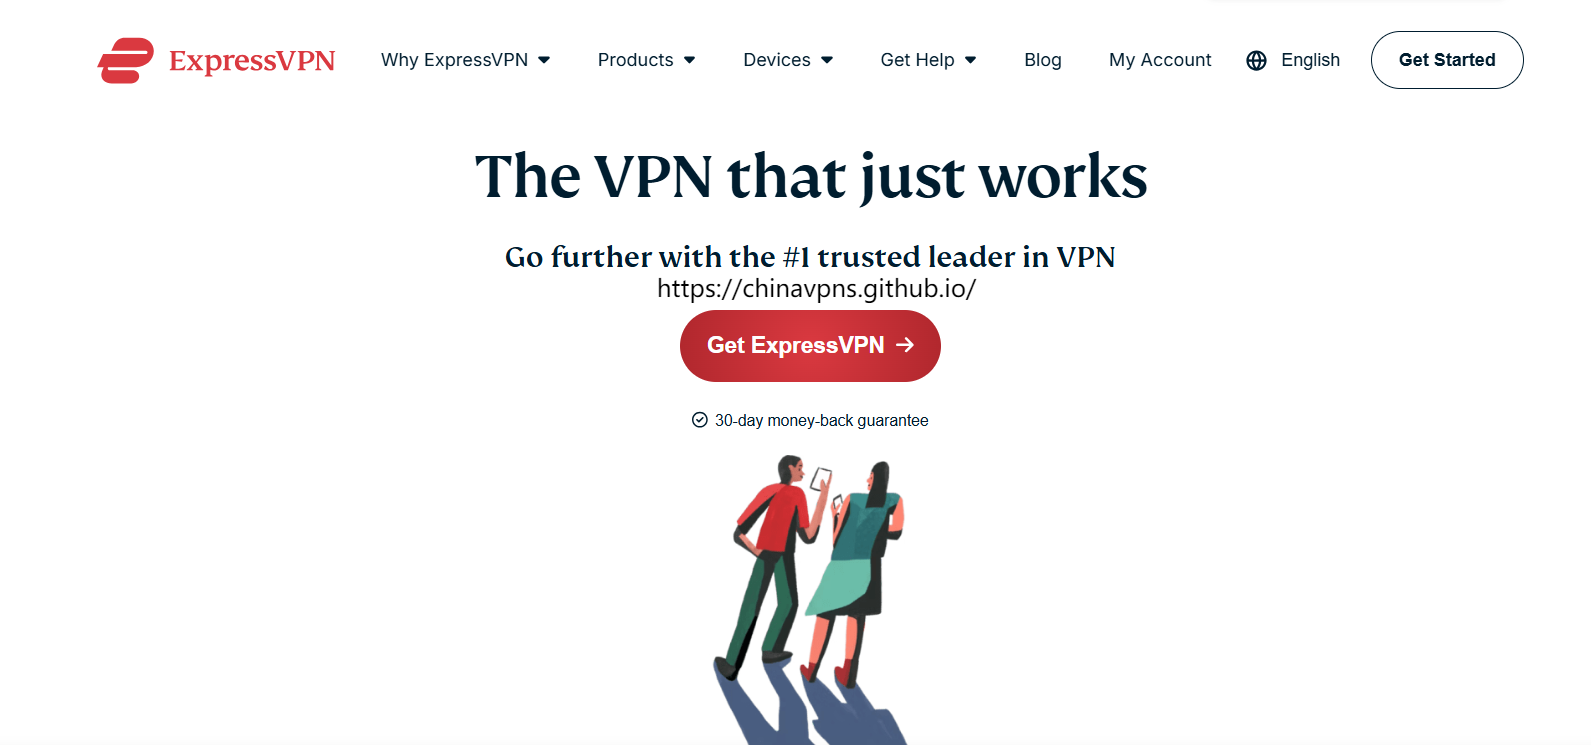 ExpressVPN Why ExpressVPN Products Devices Get Help Blog My Account English Get Started
The VPN that just works
Go further with the #1 trusted leader in VPN
https://chinavpns.github.io/
Get ExpressVPN →
30-day money-back guarantee